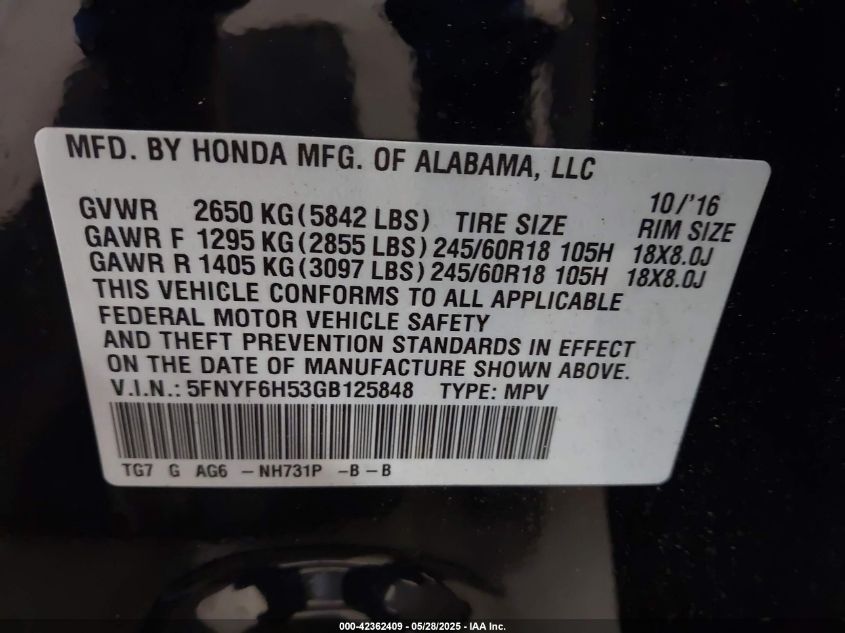 MFD. BY HONDA MFG. OF ALABAMA, LLC
10/'16
GVWR 2650 KG (5842 LBS) TIRE SIZE RIM SIZE
GAWR F 1295 KG (2855 LBS) 245/60R18 105H 18X8.0J
GAWR R 1405 KG (3097 LBS) 245/60R18 105H 18X8.0J
THIS VEHICLE CONFORMS TO ALL APPLICABLE
FEDERAL MOTOR VEHICLE SAFETY
AND THEFT PREVENTION STANDARDS IN EFFECT
ON THE DATE OF MANUFACTURE SHOWN ABOVE.
V.I.N.: 5FNYF6H53GB125848 TYPE: MPV
TG7 G AG6 - NH731P - B - B
000-42362409 - 05/28/2025 - IAA Inc.